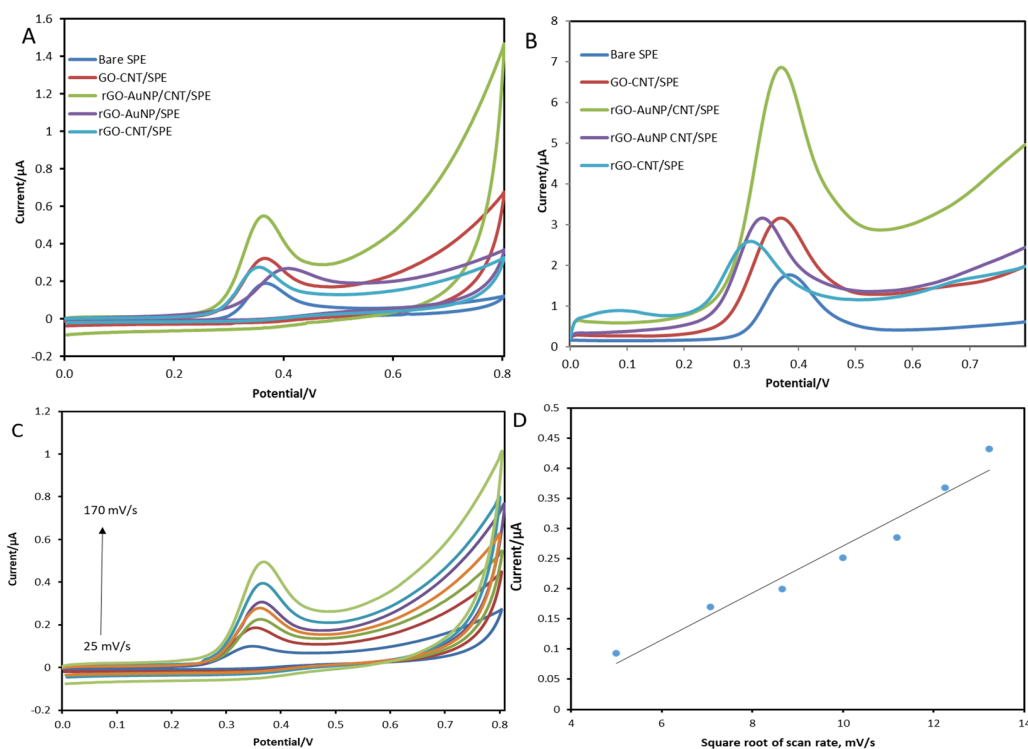 A
1.6
1.4
1.2
1
0.8
0.6
0.4
0.2
0
-0.2
Current/µA
Bare SPE
GO-CNT/SPE
rGO-AuNP/CNT/SPE
rGO-AuNP/SPE
rGO-CNT/SPE
0.0 0.2 0.4 0.6 0.8
Potential/V
B
8
7
6
5
4
3
2
1
0
Current/µA
Bare SPE
GO-CNT/SPE
rGO-AuNP/CNT/SPE
rGO-AuNP CNT/SPE
rGO-CNT/SPE
0.0 0.1 0.2 0.3 0.4 0.5 0.6 0.7
Potential/V
C
1.2
1
0.8
0.6
0.4
0.2
0
-0.2
Current/µA
170 mV/s
25 mV/s
0.0 0.1 0.2 0.3 0.4 0.5 0.6 0.7 0.8
Potential/V
D
0.5
0.45
0.4
0.35
0.3
0.25
0.2
0.15
0.1
0.05
0
Current/µA
4 6 8 10 12 14
Square root of scan rate, mV/s